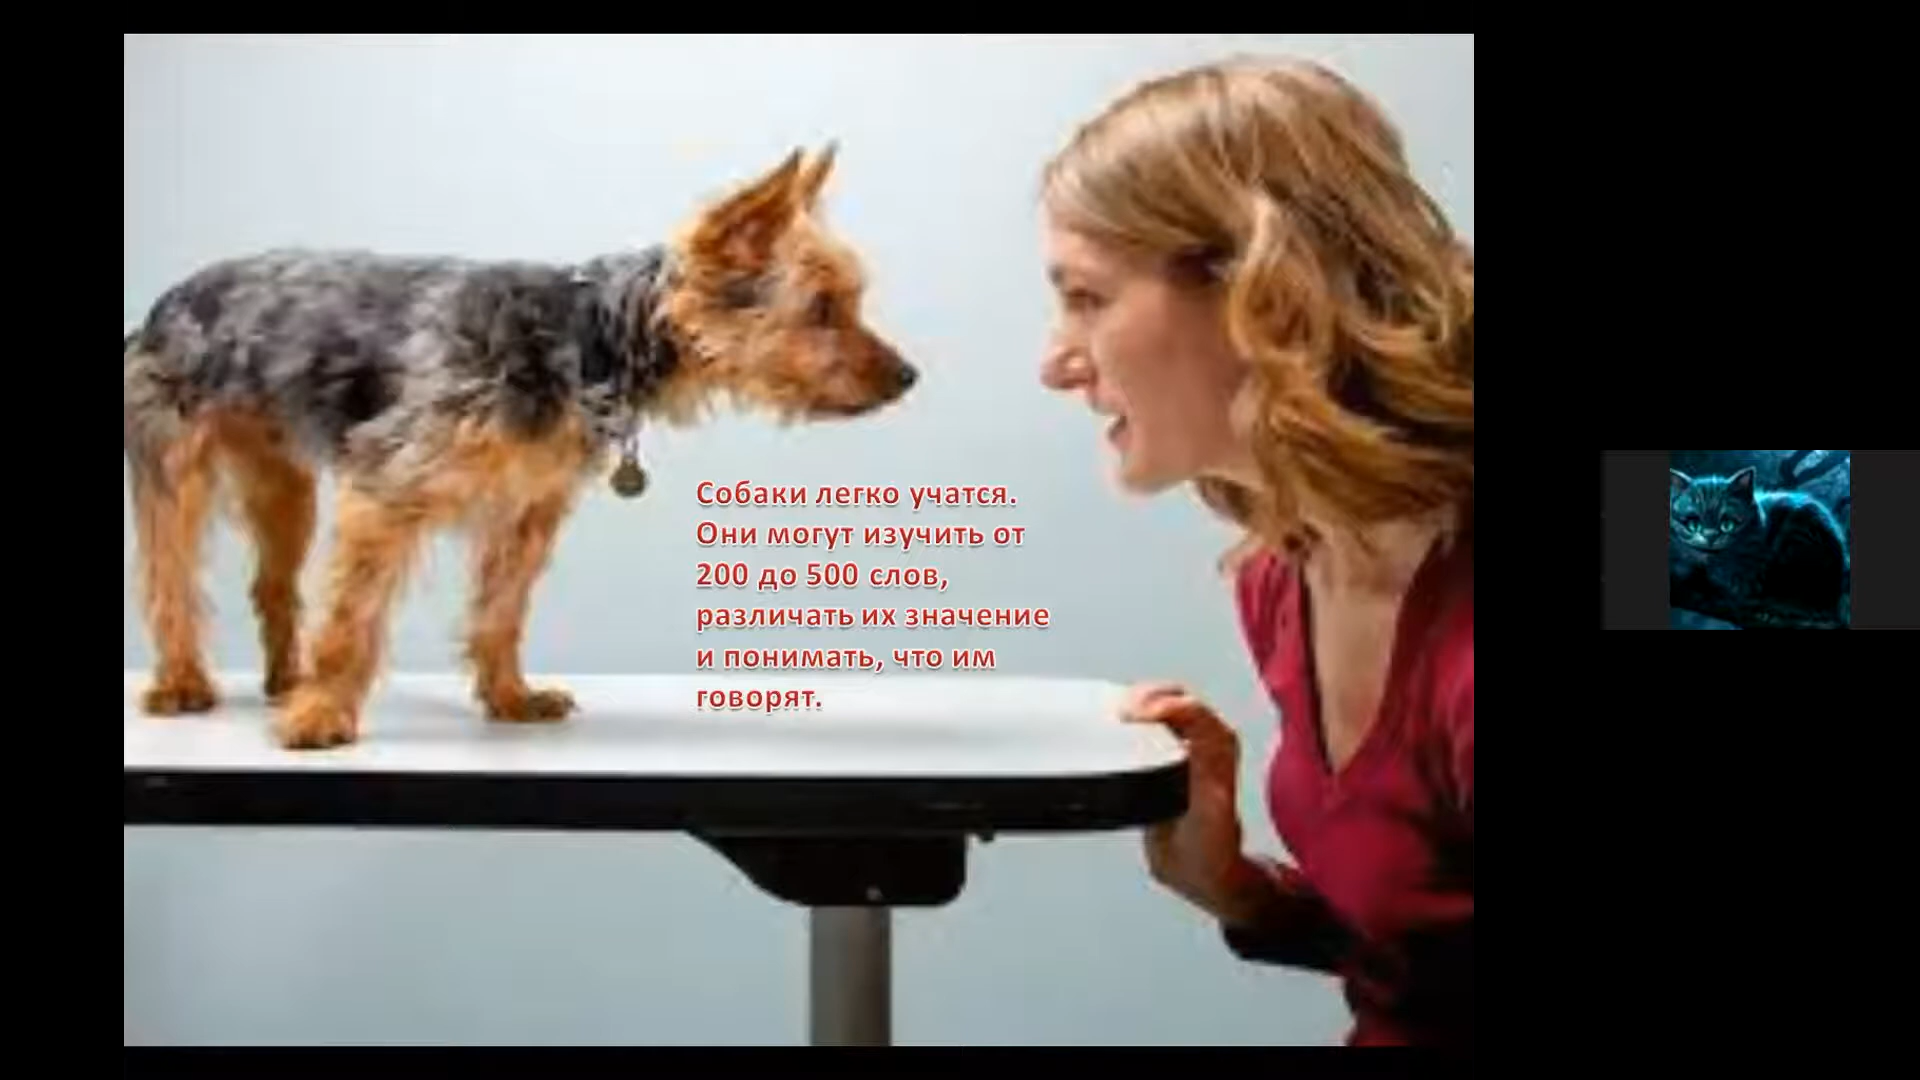 Собаки легко учатся.
Они могут изучить от
200 до 500 слов,
различать их значение
и понимать, что им
говорят.